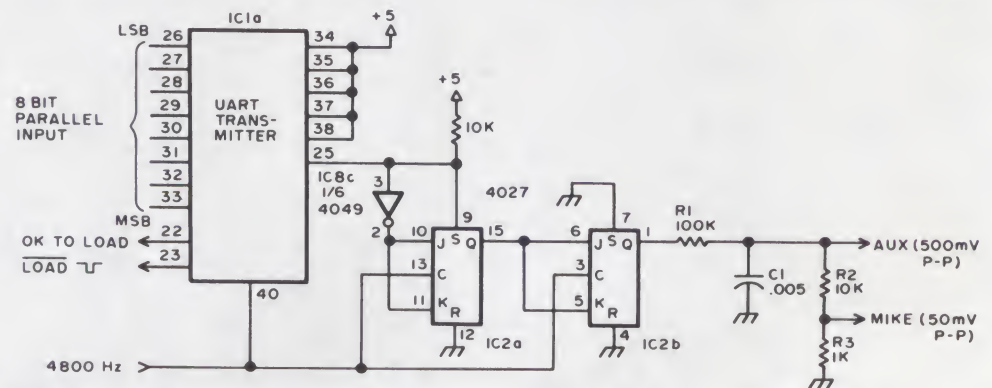 IC1a
LSB
26
27
28
29
30
31
32
33
MSB
8 BIT
PARALLEL
INPUT
UART
TRANS-
MITTER
34
35
36
37
38
25
+5
+5
10K
OK TO LOAD
22
LOAD
23
40
4800 Hz
3
IC8c
1/6
4049
2
4027
9
10 J S Q 15
13 C
11 K R
12
IC2a
7
6 J S Q 1
3 C
5 K R
4
IC2b
R1
100K
C1
.005
R2
10K
R3
1K
AUX (500mV
P-P)
MIKE (50mV
P-P)